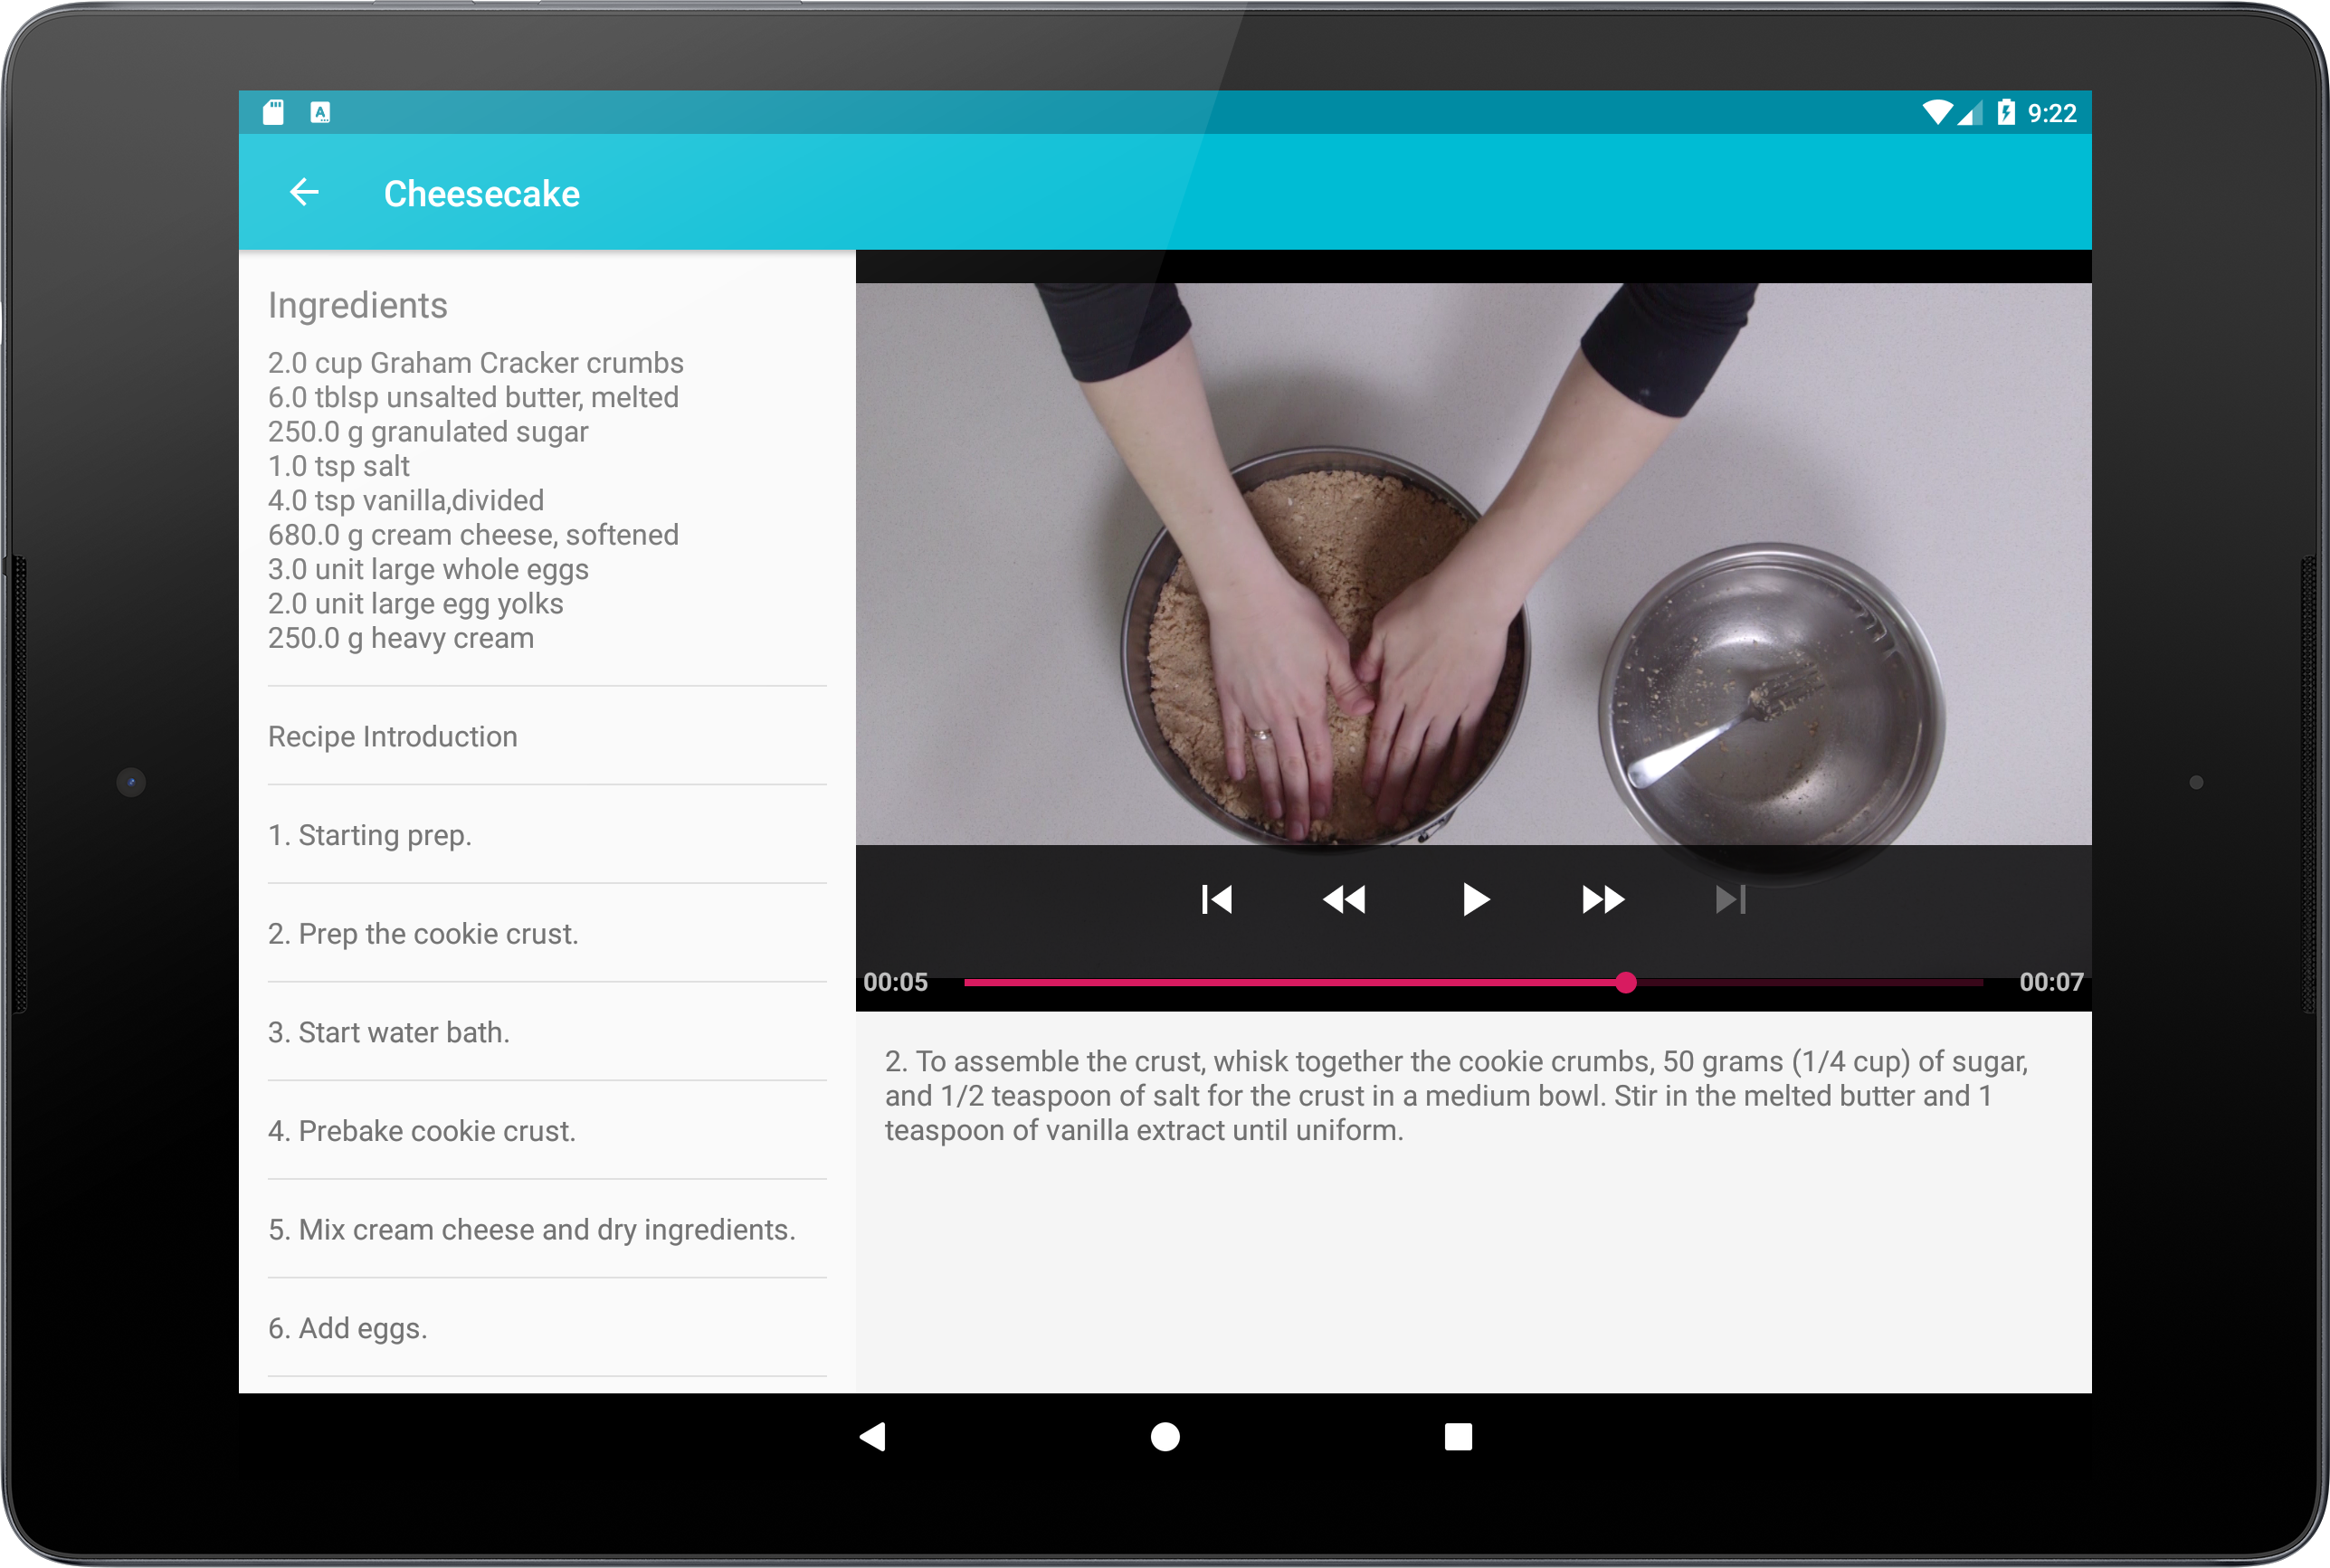 9:22
Cheesecake
Ingredients
2.0 cup Graham Cracker crumbs
6.0 tblsp unsalted butter, melted
250.0 g granulated sugar
1.0 tsp salt
4.0 tsp vanilla,divided
680.0 g cream cheese, softened
3.0 unit large whole eggs
2.0 unit large egg yolks
250.0 g heavy cream
Recipe Introduction
1. Starting prep.
2. Prep the cookie crust.
3. Start water bath.
4. Prebake cookie crust.
5. Mix cream cheese and dry ingredients.
6. Add eggs.
00:05
00:07
2. To assemble the crust, whisk together the cookie crumbs, 50 grams (1/4 cup) of sugar,
and 1/2 teaspoon of salt for the crust in a medium bowl. Stir in the melted butter and 1
teaspoon of vanilla extract until uniform.